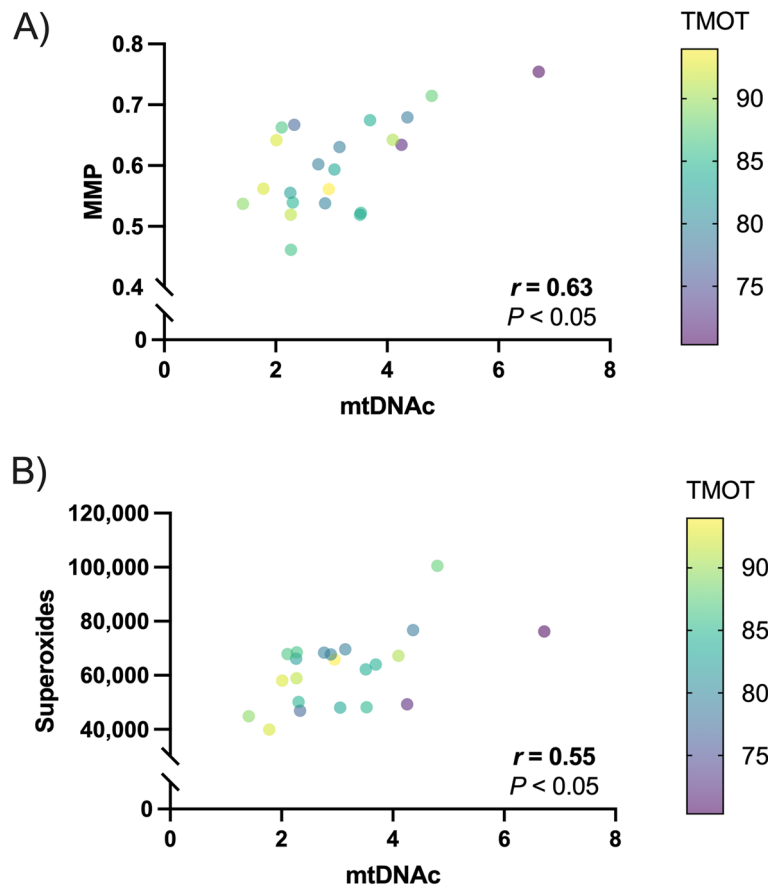 A)
TMOT
0.8
0.7
0.6
0.5
0.4
0
MMP
90
85
80
75
r = 0.63
P < 0.05
0 2 4 6 8
mtDNAc
B)
TMOT
120,000
100,000
80,000
60,000
40,000
0
Superoxides
90
85
80
75
r = 0.55
P < 0.05
0 2 4 6 8
mtDNAc